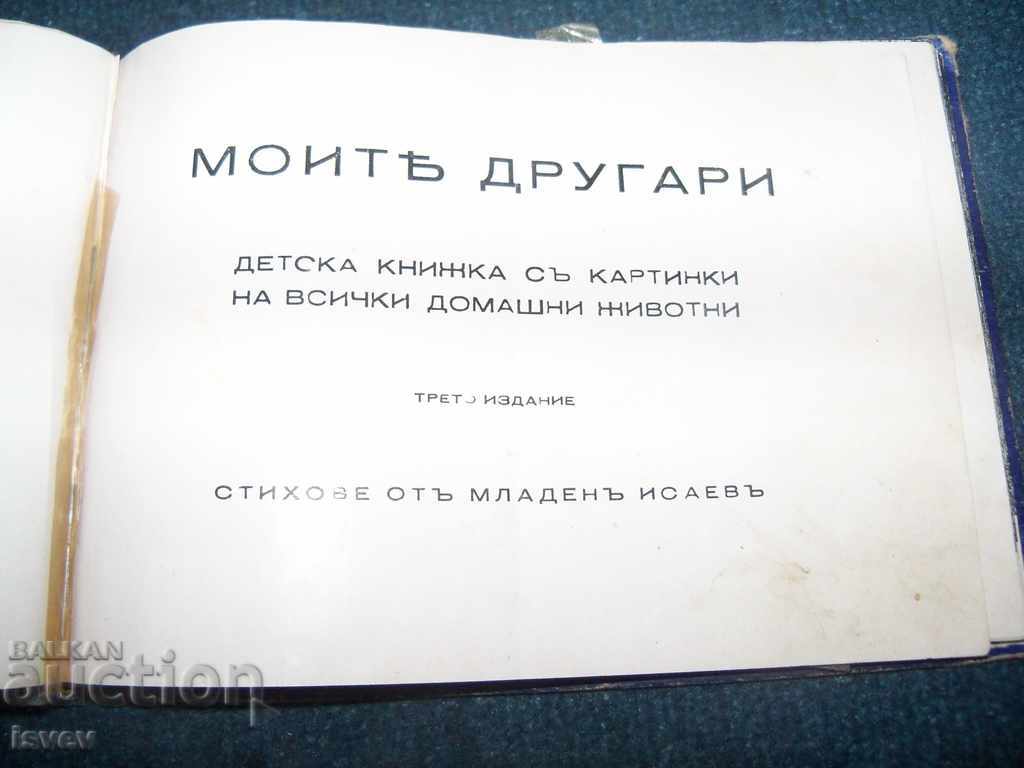 МОИТѢ ДРУГАРИ
ДЕТСКА КНИЖКА СЪ КАРТИНКИ
НА ВСИЧКИ ДОМАШНИ ЖИВОТНИ
ТРЕТО ИЗДАНИЕ
СТИХОВЕ ОТЪ МЛАДЕНЪ ИСАЕВЪ
BALKAN
auction
isvev